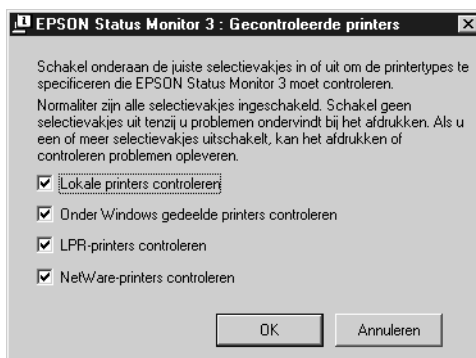 EPSON Status Monitor 3 : Gecontroleerde printers
Schakel onderaan de juiste selectievakjes in of uit om de printertypes te
specificeren die EPSON Status Monitor 3 moet controleren.
Normaliter zijn alle selectievakjes ingeschakeld. Schakel geen
selectievakjes uit tenzij u problemen ondervindt bij het afdrukken. Als u
een of meer selectievakjes uitschakelt, kan het afdrukken of
controleren problemen opleveren.
Lokale printers controleren
Onder Windows gedeelde printers controleren
LPR-printers controleren
NetWare-printers controleren
OK
Annuleren